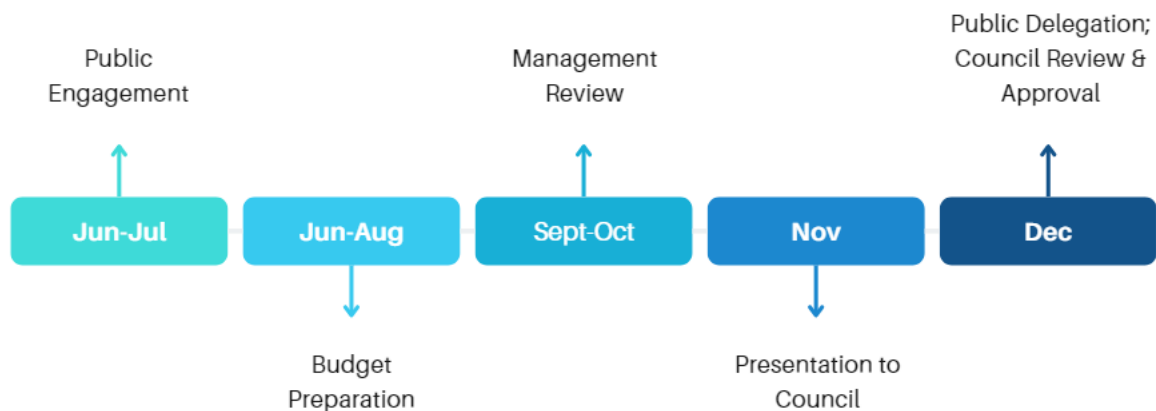 Public
Engagement
Management
Review
Public Delegation;
Council Review &
Approval
Jun-Jul
Jun-Aug
Sept-Oct
Nov
Dec
Budget
Preparation
Presentation to
Council